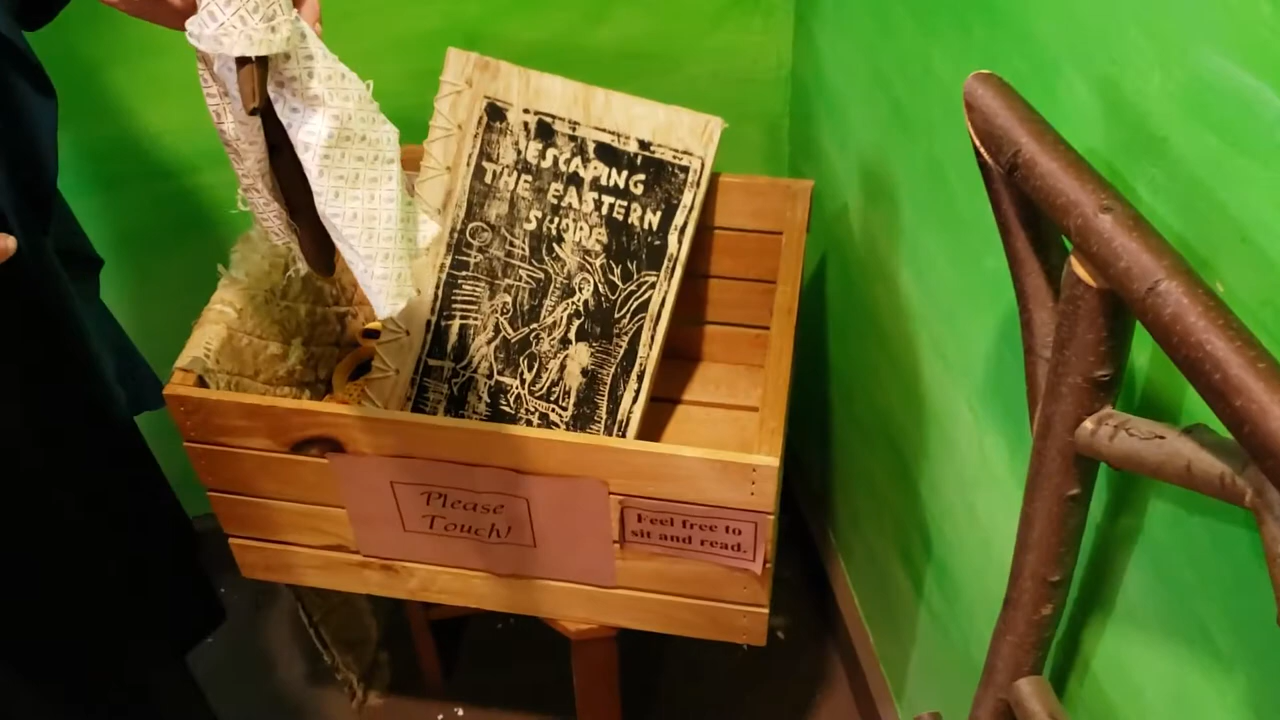 ESCAPING
THE EASTERN
SHORE
Please
Touch!
Feel free to
sit and read.